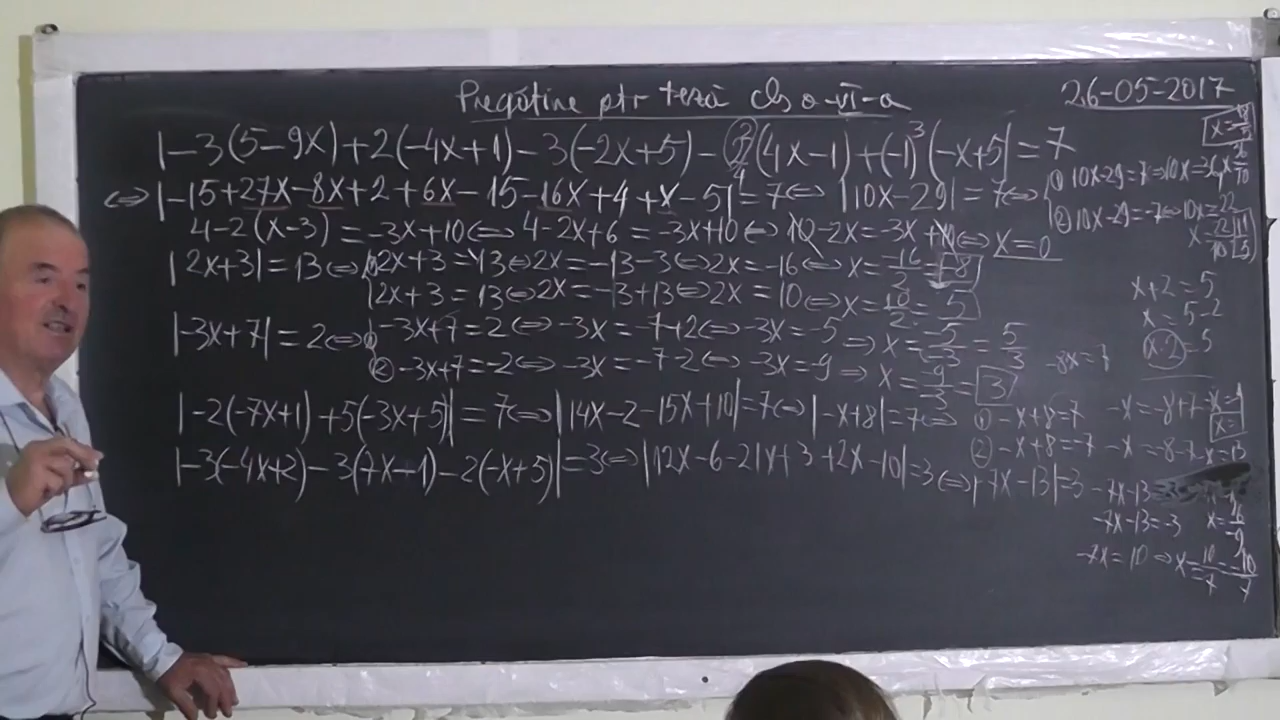 Pregătire ptr teză cls a-VI-a
26-05-2017
|-3(5-9x)+2(-4x+1)-3(-2x+5)-(4x-1)+(-1)³(-x+5)|=7
⇔|-15+27x-8x+2+6x-15-16x+4+x-5|=7⇔|10x-29|=7⇔
① 10x-29=7⇒10x=36
② 10x-29=-7⇔10x=22
4-2(x-3)=-3x+10⇔4-2x+6=-3x+10⇔10-2x=-3x+10⇔x=0
|2x+3|=13⇔ 2x+3=-13⇔2x=-13-3⇔2x=-16⇔x=-16/2=-8
2x+3=13⇔2x=-13+13⇔2x=10⇔x=10/2=5
x+2=5
x=5-2
x·2=5
|-3x+7|=2⇔ -3x+7=2⇔-3x=-7+2⇔-3x=-5⇒x=-5/-3=5/3
② -3x+7=-2⇔-3x=-7-2⇔-3x=-9⇒x=-9/-3=3
|-2(-7x+1)+5(-3x+5)|=7⇔|14x-2-15x+10|=7⇔|-x+8|=7⇔
① -x+8=7 -x=-8+7
② -x+8=-7 -x=-8-7
|-3(-4x+2)-3(7x-1)-2(-x+5)|=3⇔|12x-6-21x+3+2x-10|=3⇔|-7x-13|=3
-7x-13=-3
-7x=10⇒x=